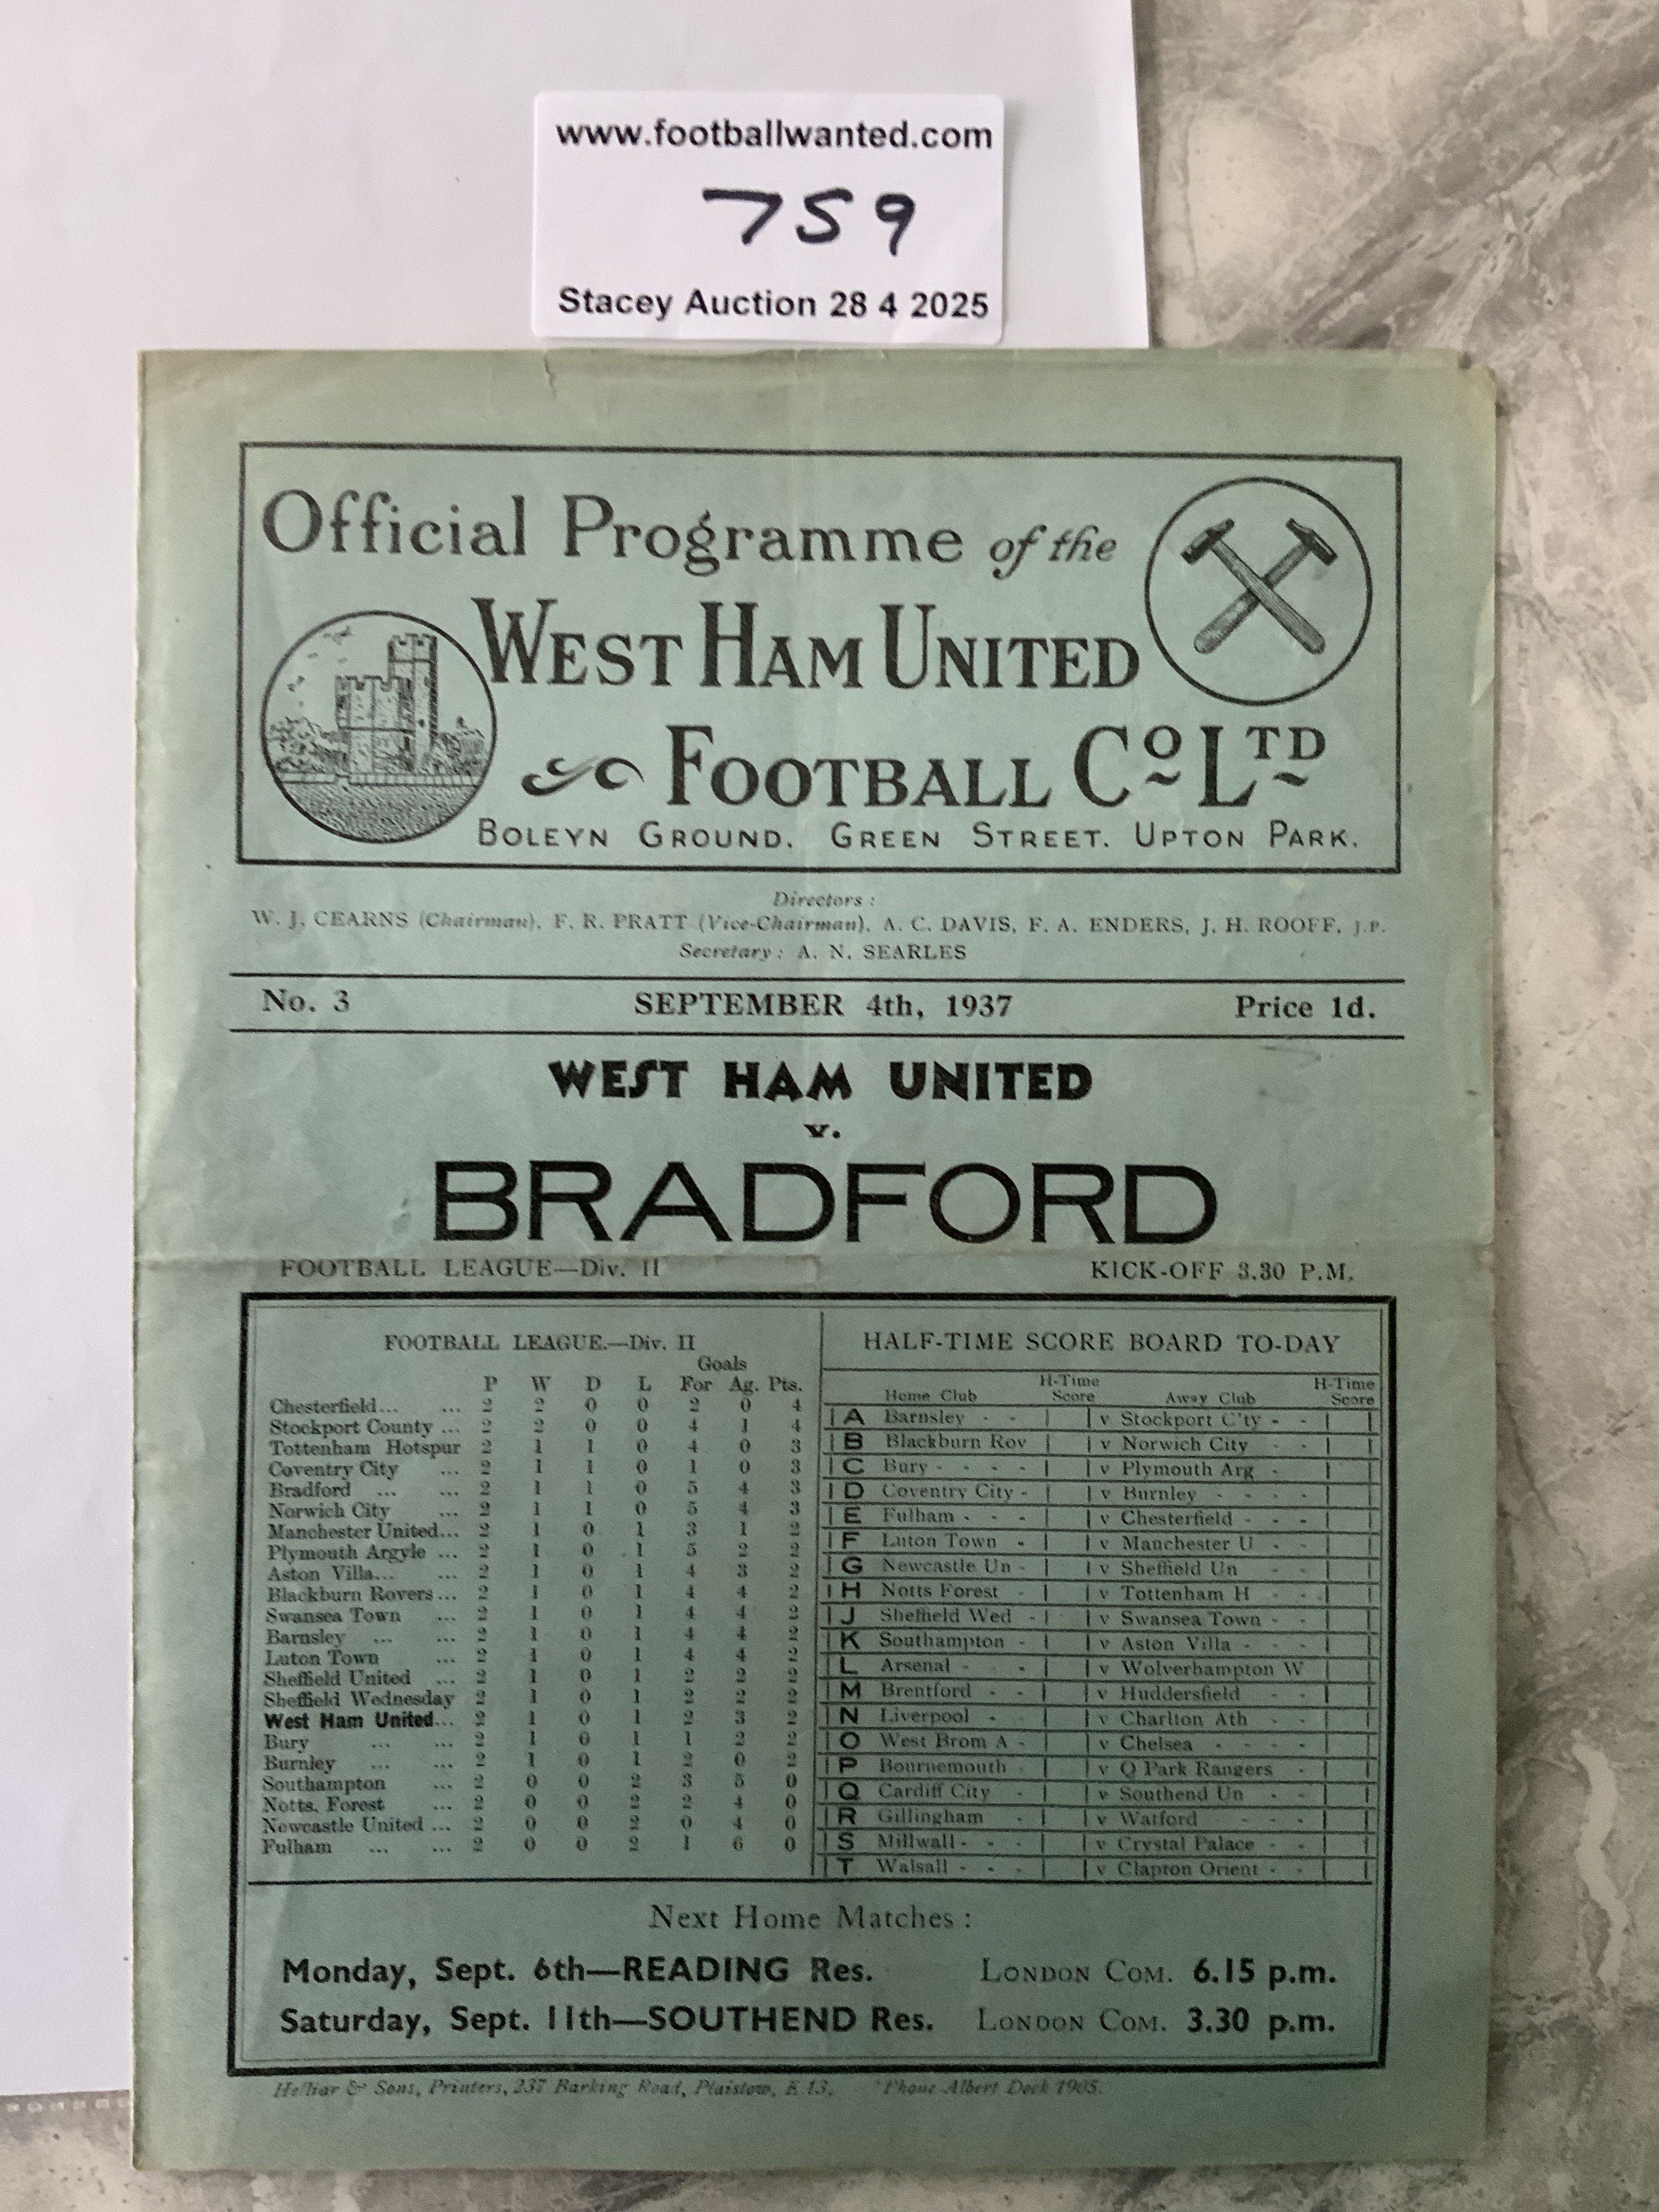 www.footballwanted.com
759
Stacey Auction 28 4 2025
Official Programme of the
WEST HAM UNITED
FOOTBALL CO LTD
BOLEYN GROUND. GREEN STREET. UPTON PARK.
Directors :
W. J. CEARNS (Chairman), F. R. PRATT (Vice-Chairman), A. C. DAVIS, F. A. ENDERS, J. H. ROOFF, J.P.
Secretary : A. N. SEARLES
No. 3 SEPTEMBER 4th, 1937 Price 1d.
WEST HAM UNITED
v.
BRADFORD
FOOTBALL LEAGUE—Div. II KICK-OFF 3.30 P.M.
FOOTBALL LEAGUE.—Div. II
Goals
P W D L For Ag. Pts.
Chesterfield... ... 2 2 0 0 2 0 4
Stockport County ... 2 2 0 0 4 1 4
Tottenham Hotspur 2 1 1 0 4 0 3
Coventry City ... 2 1 1 0 1 0 3
Bradford ... ... 2 1 1 0 5 4 3
Norwich City ... 2 1 1 0 5 4 3
Manchester United... 2 1 0 1 3 1 2
Plymouth Argyle ... 2 1 0 1 5 2 2
Aston Villa... ... 2 1 0 1 4 3 2
Blackburn Rovers ... 2 1 0 1 4 4 2
Swansea Town ... 2 1 0 1 4 4 2
Barnsley ... ... 2 1 0 1 4 4 2
Luton Town ... 2 1 0 1 4 4 2
Sheffield United ... 2 1 0 1 2 2 2
Sheffield Wednesday 2 1 0 1 2 2 2
West Ham United... 2 1 0 1 2 3 2
Bury ... ... 2 1 0 1 1 2 2
Burnley ... ... 2 1 0 1 2 0 2
Southampton ... 2 0 0 2 3 5 0
Notts. Forest ... 2 0 0 2 2 4 0
Newcastle United ... 2 0 0 2 0 4 0
Fulham ... ... 2 0 0 2 1 6 0
HALF-TIME SCORE BOARD TO-DAY
Home Club H-Time Score Away Club H-Time Score
A Barnsley - - v Stockport C'ty - -
B Blackburn Rov v Norwich City - -
C Bury - - - - v Plymouth Arg -
D Coventry City - v Burnley - - - -
E Fulham - - - v Chesterfield - - -
F Luton Town - v Manchester U - -
G Newcastle Un - v Sheffield Un - -
H Notts Forest - v Tottenham H - -
J Sheffield Wed - v Swansea Town - -
K Southampton - v Aston Villa - - -
L Arsenal - - - v Wolverhampton W
M Brentford - - v Huddersfield - -
N Liverpool - v Charlton Ath - -
O West Brom A - v Chelsea - - - -
P Bournemouth - v Q Park Rangers -
Q Cardiff City - v Southend Un - -
R Gillingham - v Watford - - -
S Millwall - - - v Crystal Palace - -
T Walsall - - - v Clapton Orient - -
Next Home Matches :
Monday, Sept. 6th—READING Res. LONDON COM. 6.15 p.m.
Saturday, Sept. 11th—SOUTHEND Res. LONDON COM. 3.30 p.m.
Helliar & Sons, Printers, 237 Barking Road, Plaistow, E.13. 'Phone Albert Dock 1905.